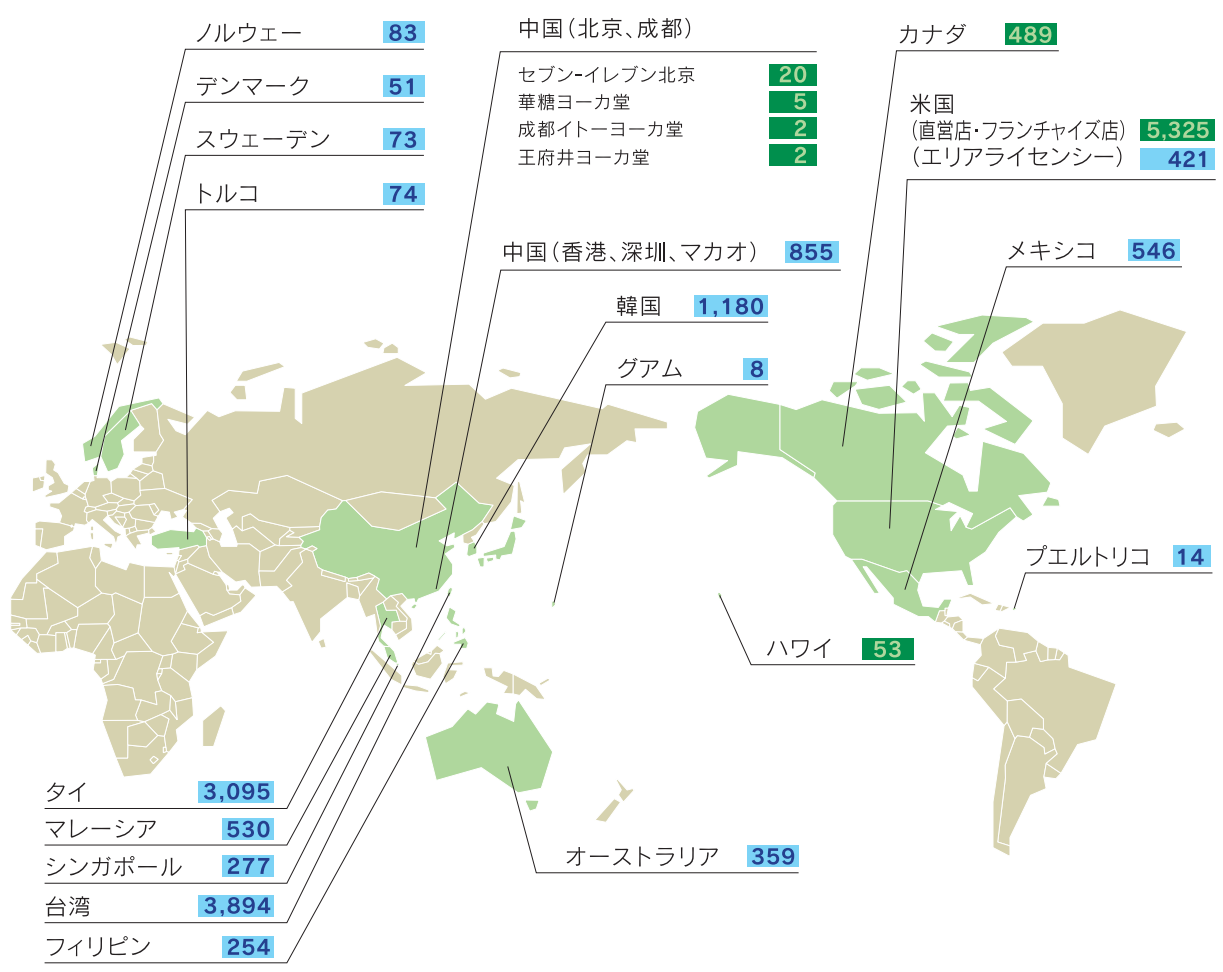 ノルウェー 83
デンマーク 51
スウェーデン 73
トルコ 74
中国（北京、成都）
セブン-イレブン北京 20
華糖ヨーカ堂 5
成都イトーヨーカ堂 2
王府井ヨーカ堂 2
カナダ 489
米国
（直営店・フランチャイズ店） 5,325
（エリアライセンシー） 421
中国（香港、深圳、マカオ） 855
韓国 1,180
グアム 8
メキシコ 546
プエルトリコ 14
ハワイ 53
タイ 3,095
マレーシア 530
シンガポール 277
台湾 3,894
フィリピン 254
オーストラリア 359